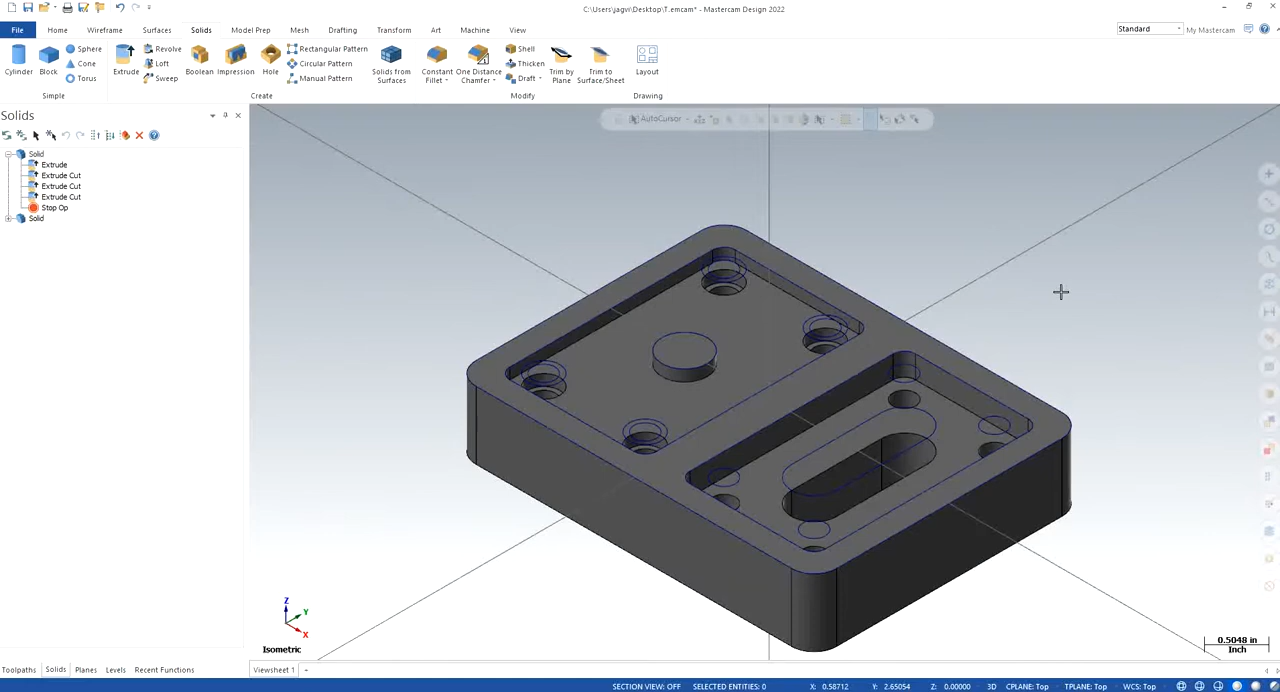 C:\Users\jagvi\Desktop\T.emcam* - Mastercam Design 2022
File Home Wireframe Surfaces Solids Model Prep Mesh Drafting Transform Art Machine View
Standard My Mastercam
Cylinder Block Sphere Cone Torus
Simple
Extrude Revolve Loft Sweep Boolean Impression Hole Rectangular Pattern Circular Pattern Manual Pattern
Create
Solids from Surfaces Constant Fillet One Distance Chamfer Shell Thicken Draft Trim by Plane Trim to Surface/Sheet
Modify
Layout
Drawing
Solids
AutoCursor
Solid
Extrude
Extrude Cut
Extrude Cut
Extrude Cut
Stop Op
Solid
Z
Y
X
Isometric
0.5048 in
Inch
Toolpaths Solids Planes Levels Recent Functions
Viewsheet 1 +
SECTION VIEW: OFF SELECTED ENTITIES: 0 X: 0.58712 Y: 2.65054 Z: 0.00000 3D CPLANE: Top TPLANE: Top WCS: Top